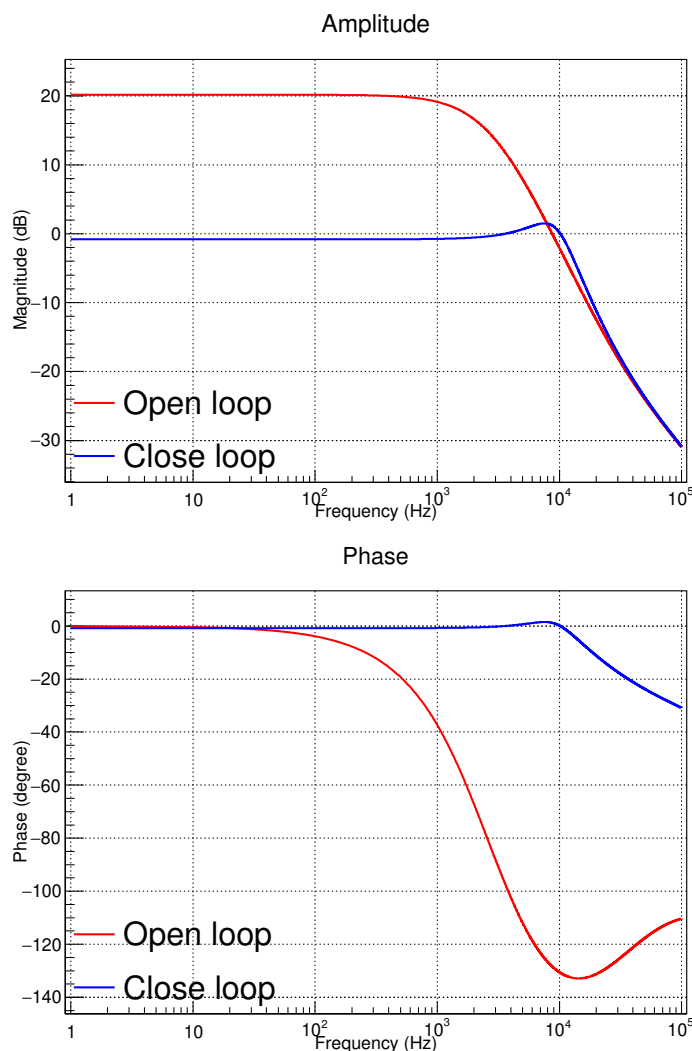 Amplitude
Magnitude (dB)
20
10
0
−10
−20
−30
Open loop
Close loop
1
10
10²
10³
10⁴
10⁵
Frequency (Hz)
Phase
Phase (degree)
0
−20
−40
−60
−80
−100
−120
−140
Open loop
Close loop
1
10
10²
10³
10⁴
10⁵
Frequency (Hz)